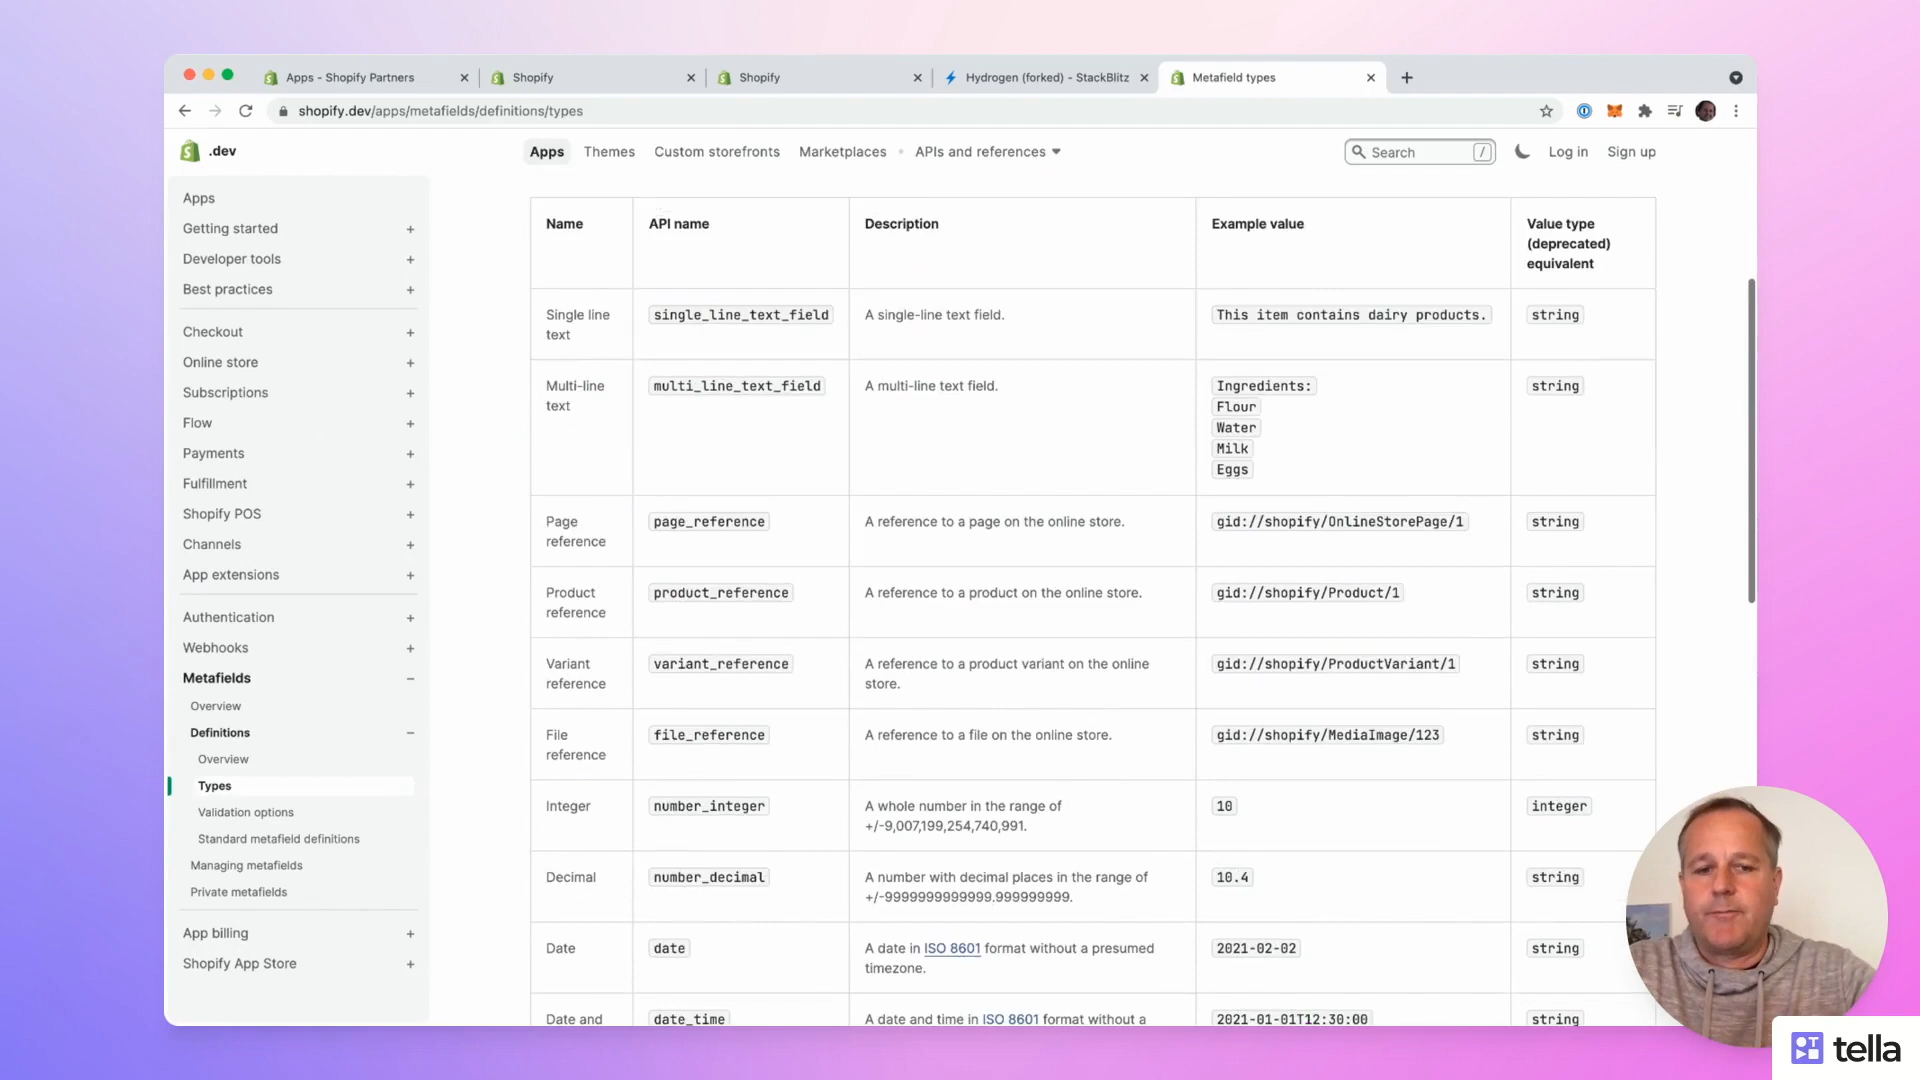 Apps - Shopify Partners
Shopify
Shopify
Hydrogen (forked) - StackBlitz
Metafield types
shopify.dev/apps/metafields/definitions/types
.dev
Apps
Themes
Custom storefronts
Marketplaces
APIs and references
Search
/
Log in
Sign up
Apps
Getting started
Developer tools
Best practices
Checkout
Online store
Subscriptions
Flow
Payments
Fulfillment
Shopify POS
Channels
App extensions
Authentication
Webhooks
Metafields
Overview
Definitions
Overview
Types
Validation options
Standard metafield definitions
Managing metafields
Private metafields
App billing
Shopify App Store
Name
API name
Description
Example value
Value type
(deprecated)
equivalent
Single line
text
single_line_text_field
A single-line text field.
This item contains dairy products.
string
Multi-line
text
multi_line_text_field
A multi-line text field.
Ingredients:
Flour
Water
Milk
Eggs
string
Page
reference
page_reference
A reference to a page on the online store.
gid://shopify/OnlineStorePage/1
string
Product
reference
product_reference
A reference to a product on the online store.
gid://shopify/Product/1
string
Variant
reference
variant_reference
A reference to a product variant on the online
store.
gid://shopify/ProductVariant/1
string
File
reference
file_reference
A reference to a file on the online store.
gid://shopify/MediaImage/123
string
Integer
number_integer
A whole number in the range of
+/-9,007,199,254,740,991.
10
integer
Decimal
number_decimal
A number with decimal places in the range of
+/-9999999999999.999999999.
10.4
string
Date
date
A date in ISO 8601 format without a presumed
timezone.
2021-02-02
string
Date and
date_time
A date and time in ISO 8601 format without a
2021-01-01T12:30:00
string
tella